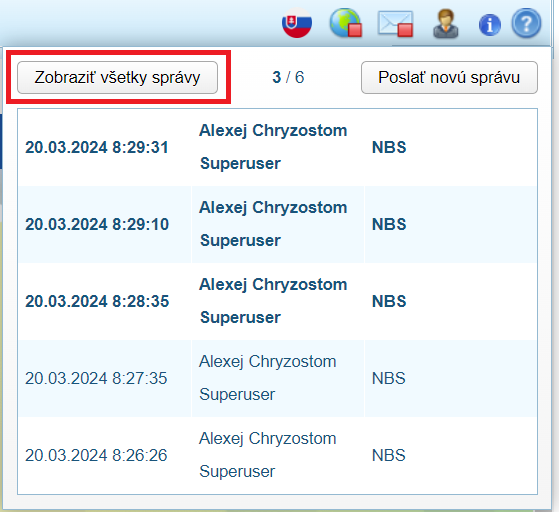 Zobraziť všetky správy 3 / 6 Poslať novú správu
20.03.2024 8:29:31 Alexej Chryzostom Superuser NBS
20.03.2024 8:29:10 Alexej Chryzostom Superuser NBS
20.03.2024 8:28:35 Alexej Chryzostom Superuser NBS
20.03.2024 8:27:35 Alexej Chryzostom Superuser NBS
20.03.2024 8:26:26 Alexej Chryzostom Superuser NBS